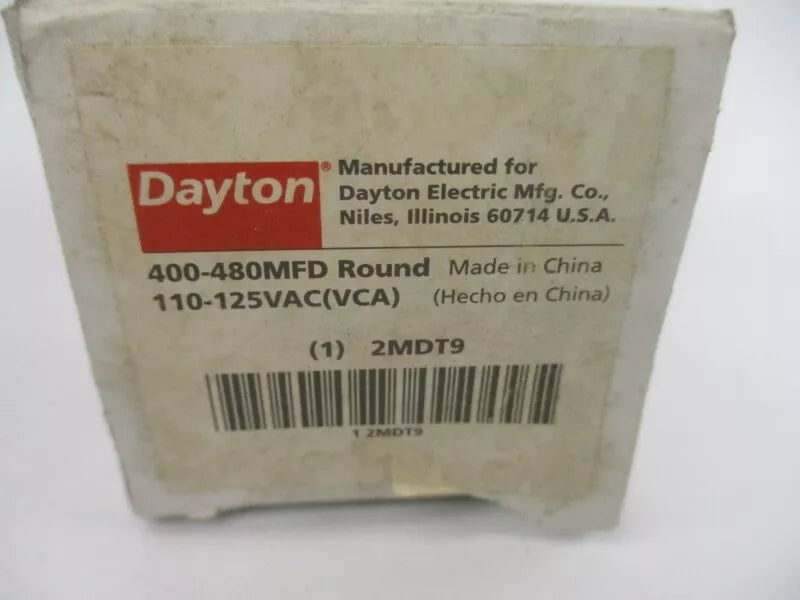 Dayton®
Manufactured for
Dayton Electric Mfg. Co.,
Niles, Illinois 60714 U.S.A.
400-480MFD Round Made in China
110-125VAC(VCA) (Hecho en China)
(1) 2MDT9
1 2MDT9